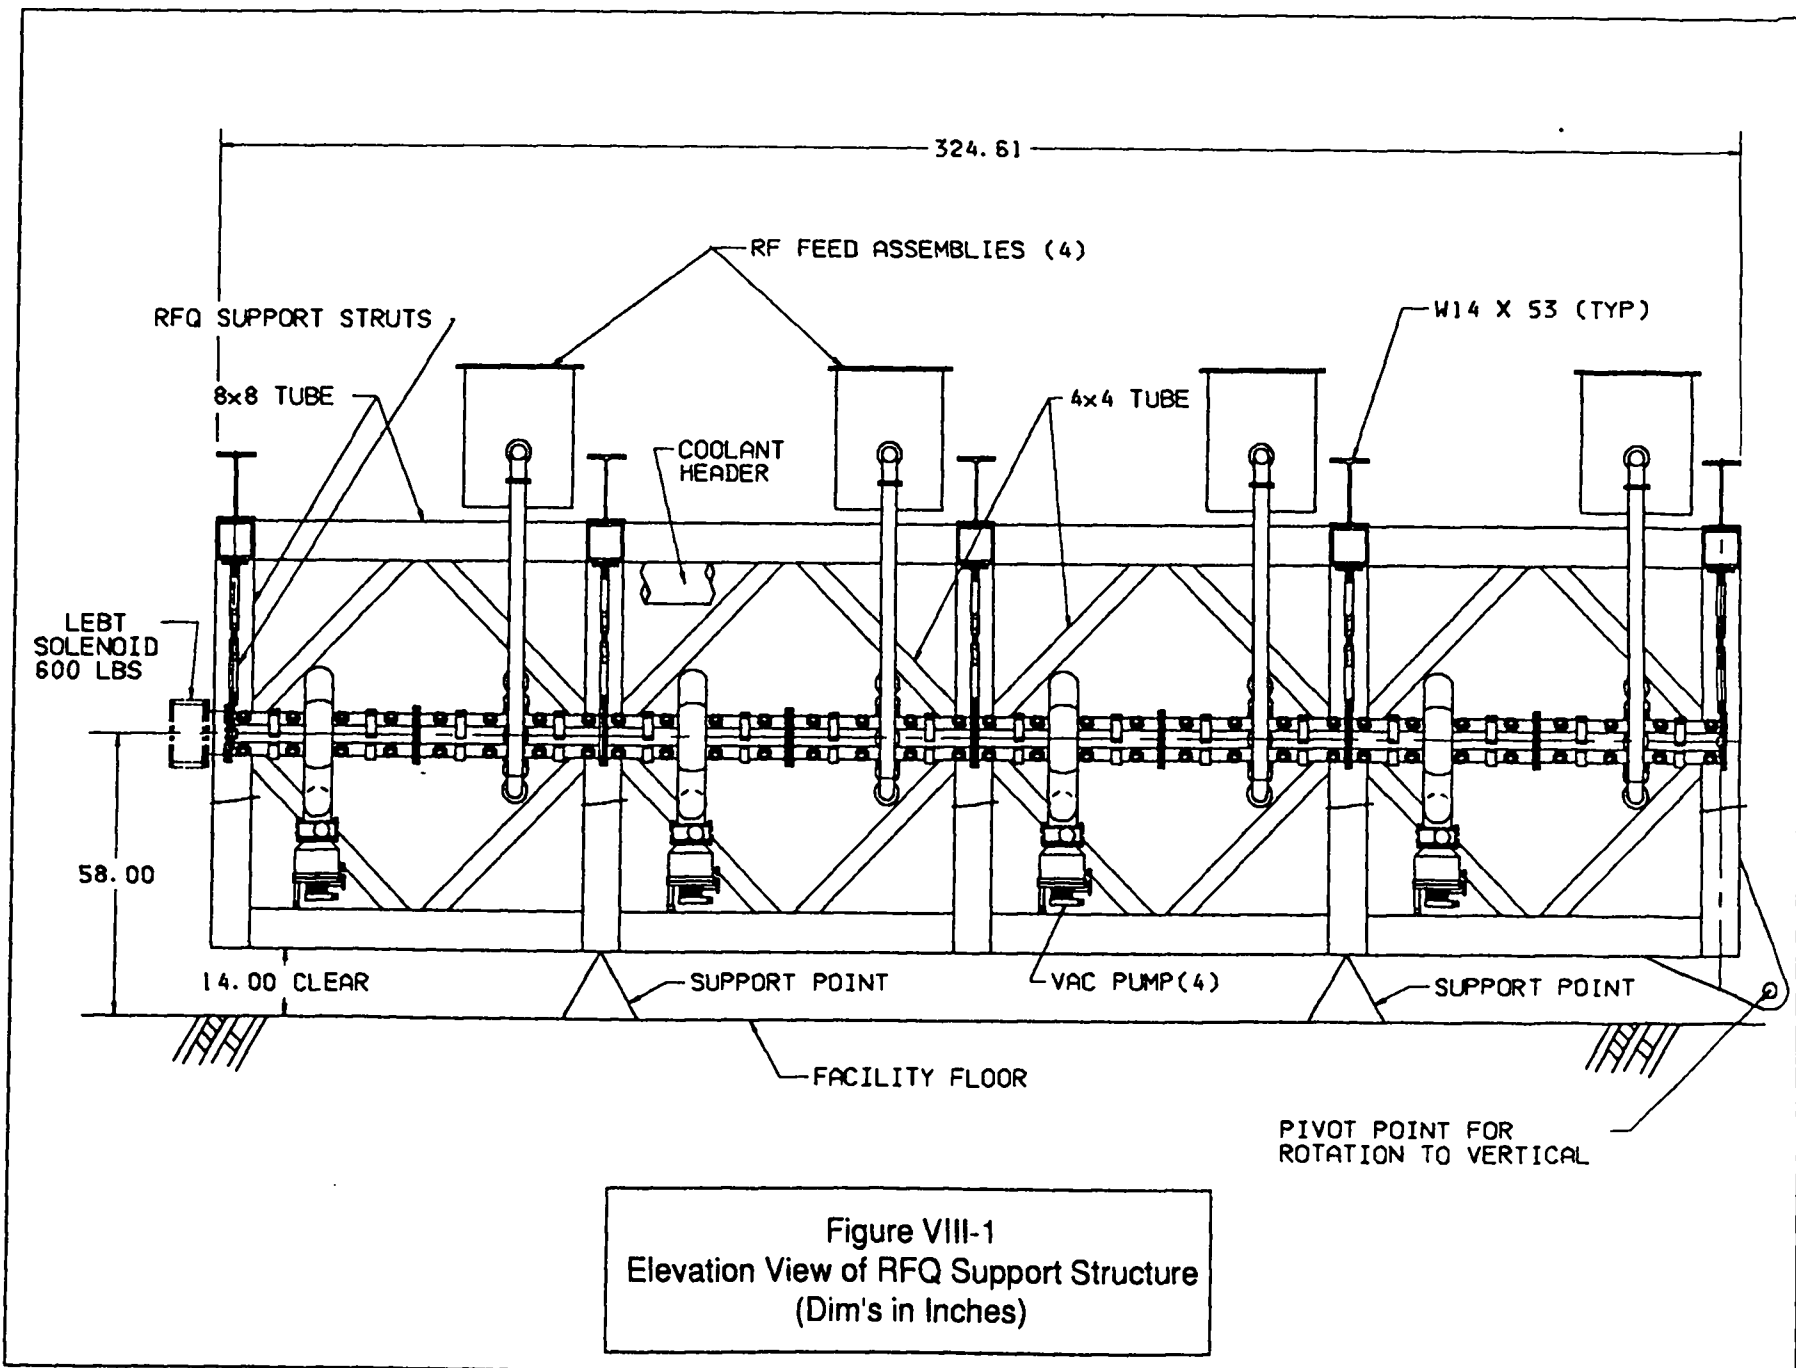 324.61
RF FEED ASSEMBLIES (4)
RFQ SUPPORT STRUTS
W14 X 53 (TYP)
8x8 TUBE
4x4 TUBE
COOLANT
HEADER
LEBT
SOLENOID
600 LBS
58.00
14.00 CLEAR
SUPPORT POINT
VAC PUMP(4)
SUPPORT POINT
FACILITY FLOOR
PIVOT POINT FOR
ROTATION TO VERTICAL
Figure VIII-1
Elevation View of RFQ Support Structure
(Dim's in Inches)